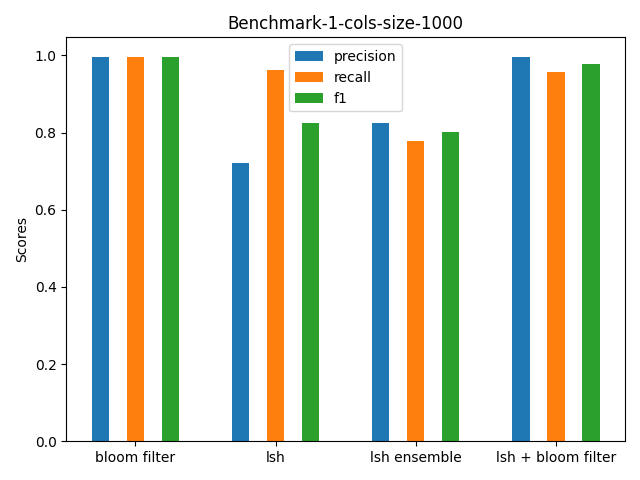 Benchmark-1-cols-size-1000
precision
recall
f1
Scores
1.0
0.8
0.6
0.4
0.2
0.0
bloom filter
lsh
lsh ensemble
lsh + bloom filter